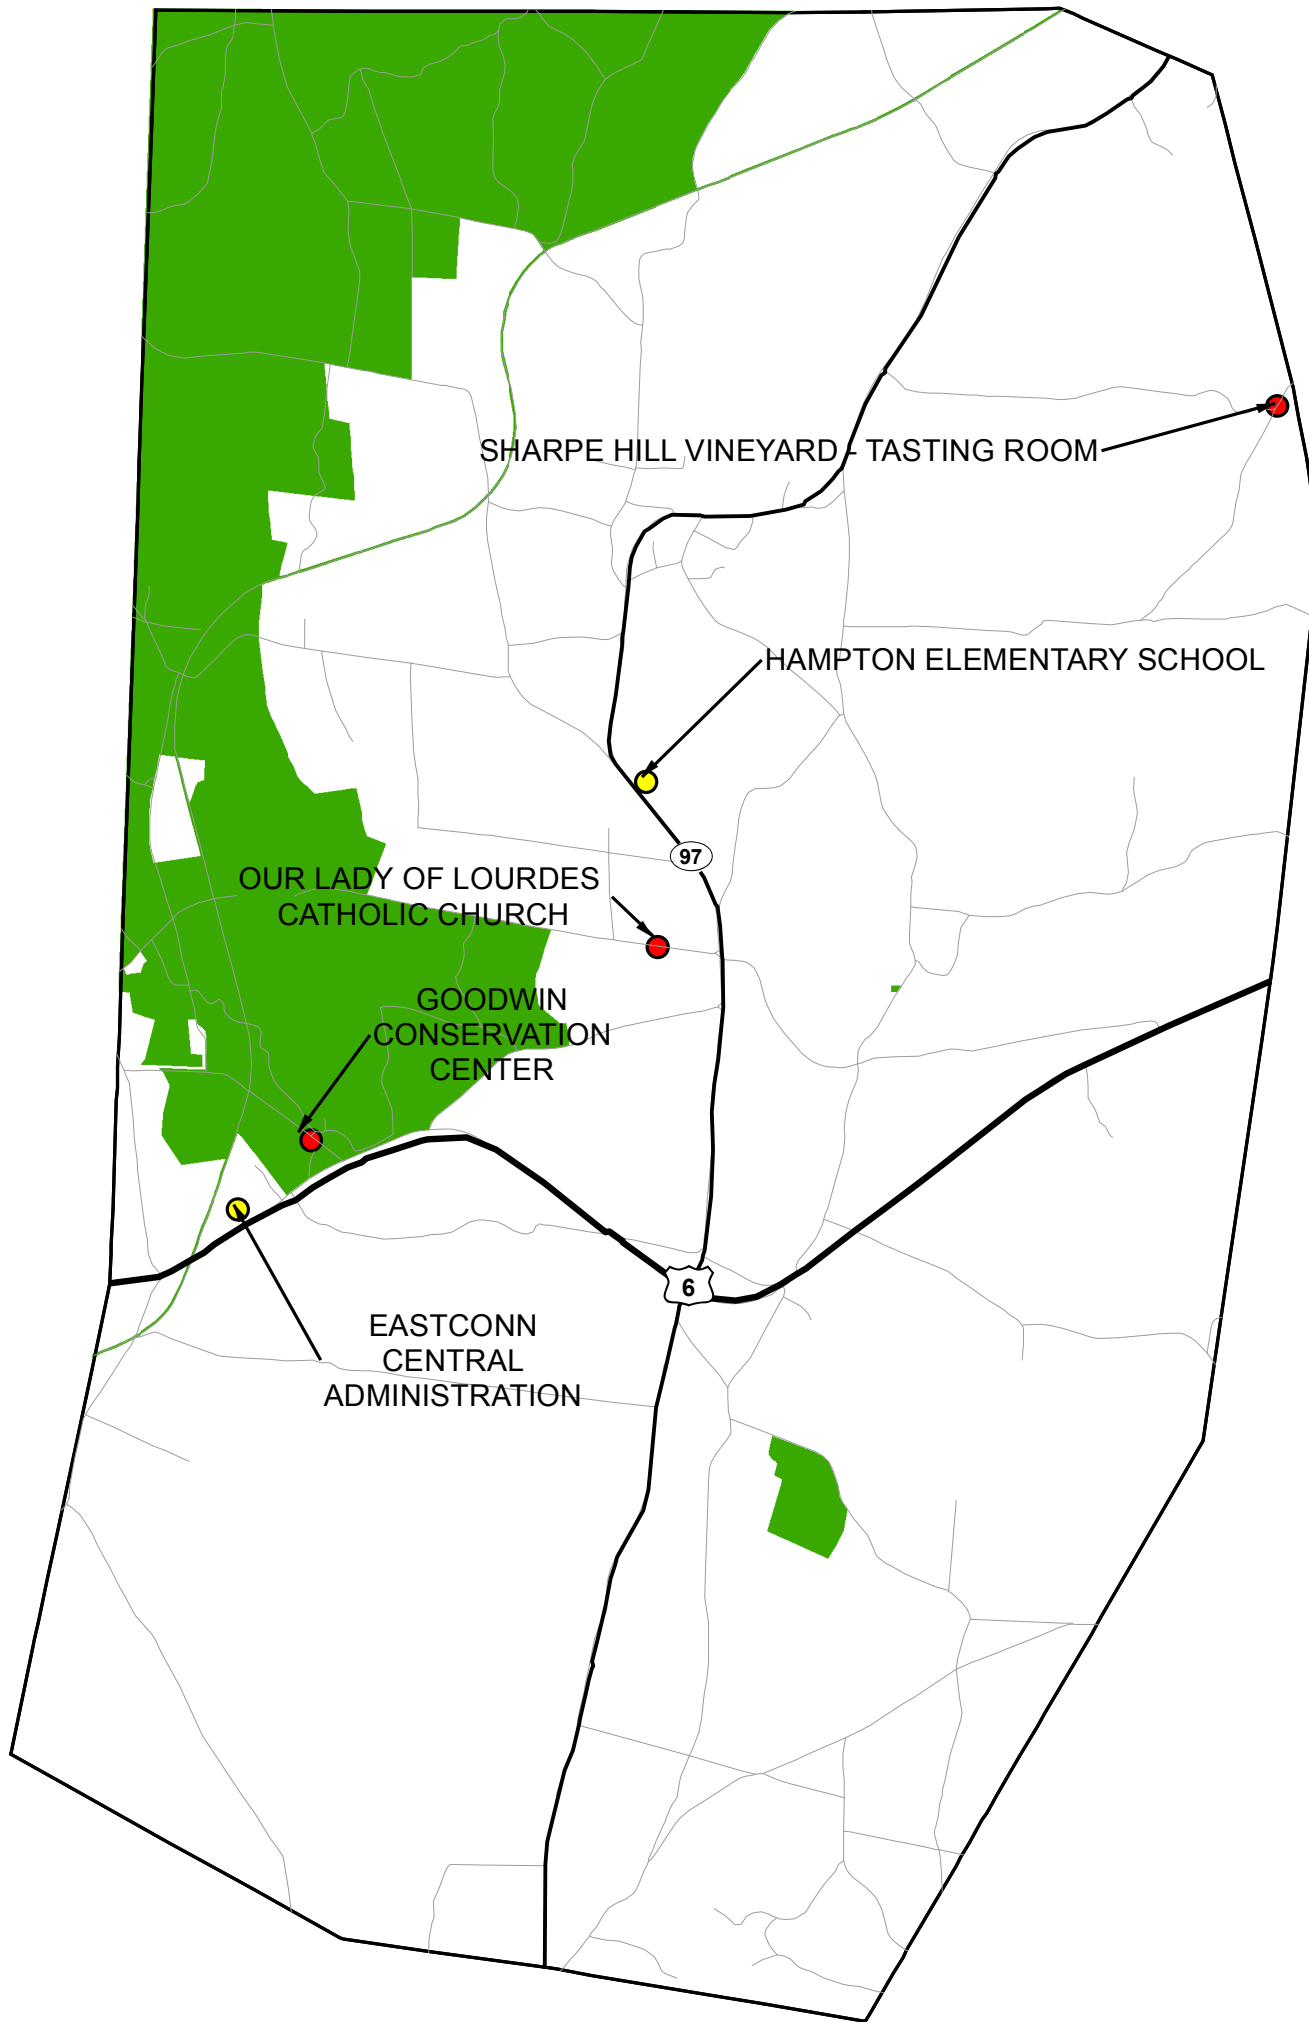 SHARPE HILL VINEYARD - TASTING ROOM
HAMPTON ELEMENTARY SCHOOL
97
OUR LADY OF LOURDES
CATHOLIC CHURCH
GOODWIN
CONSERVATION
CENTER
6
EASTCONN
CENTRAL
ADMINISTRATION